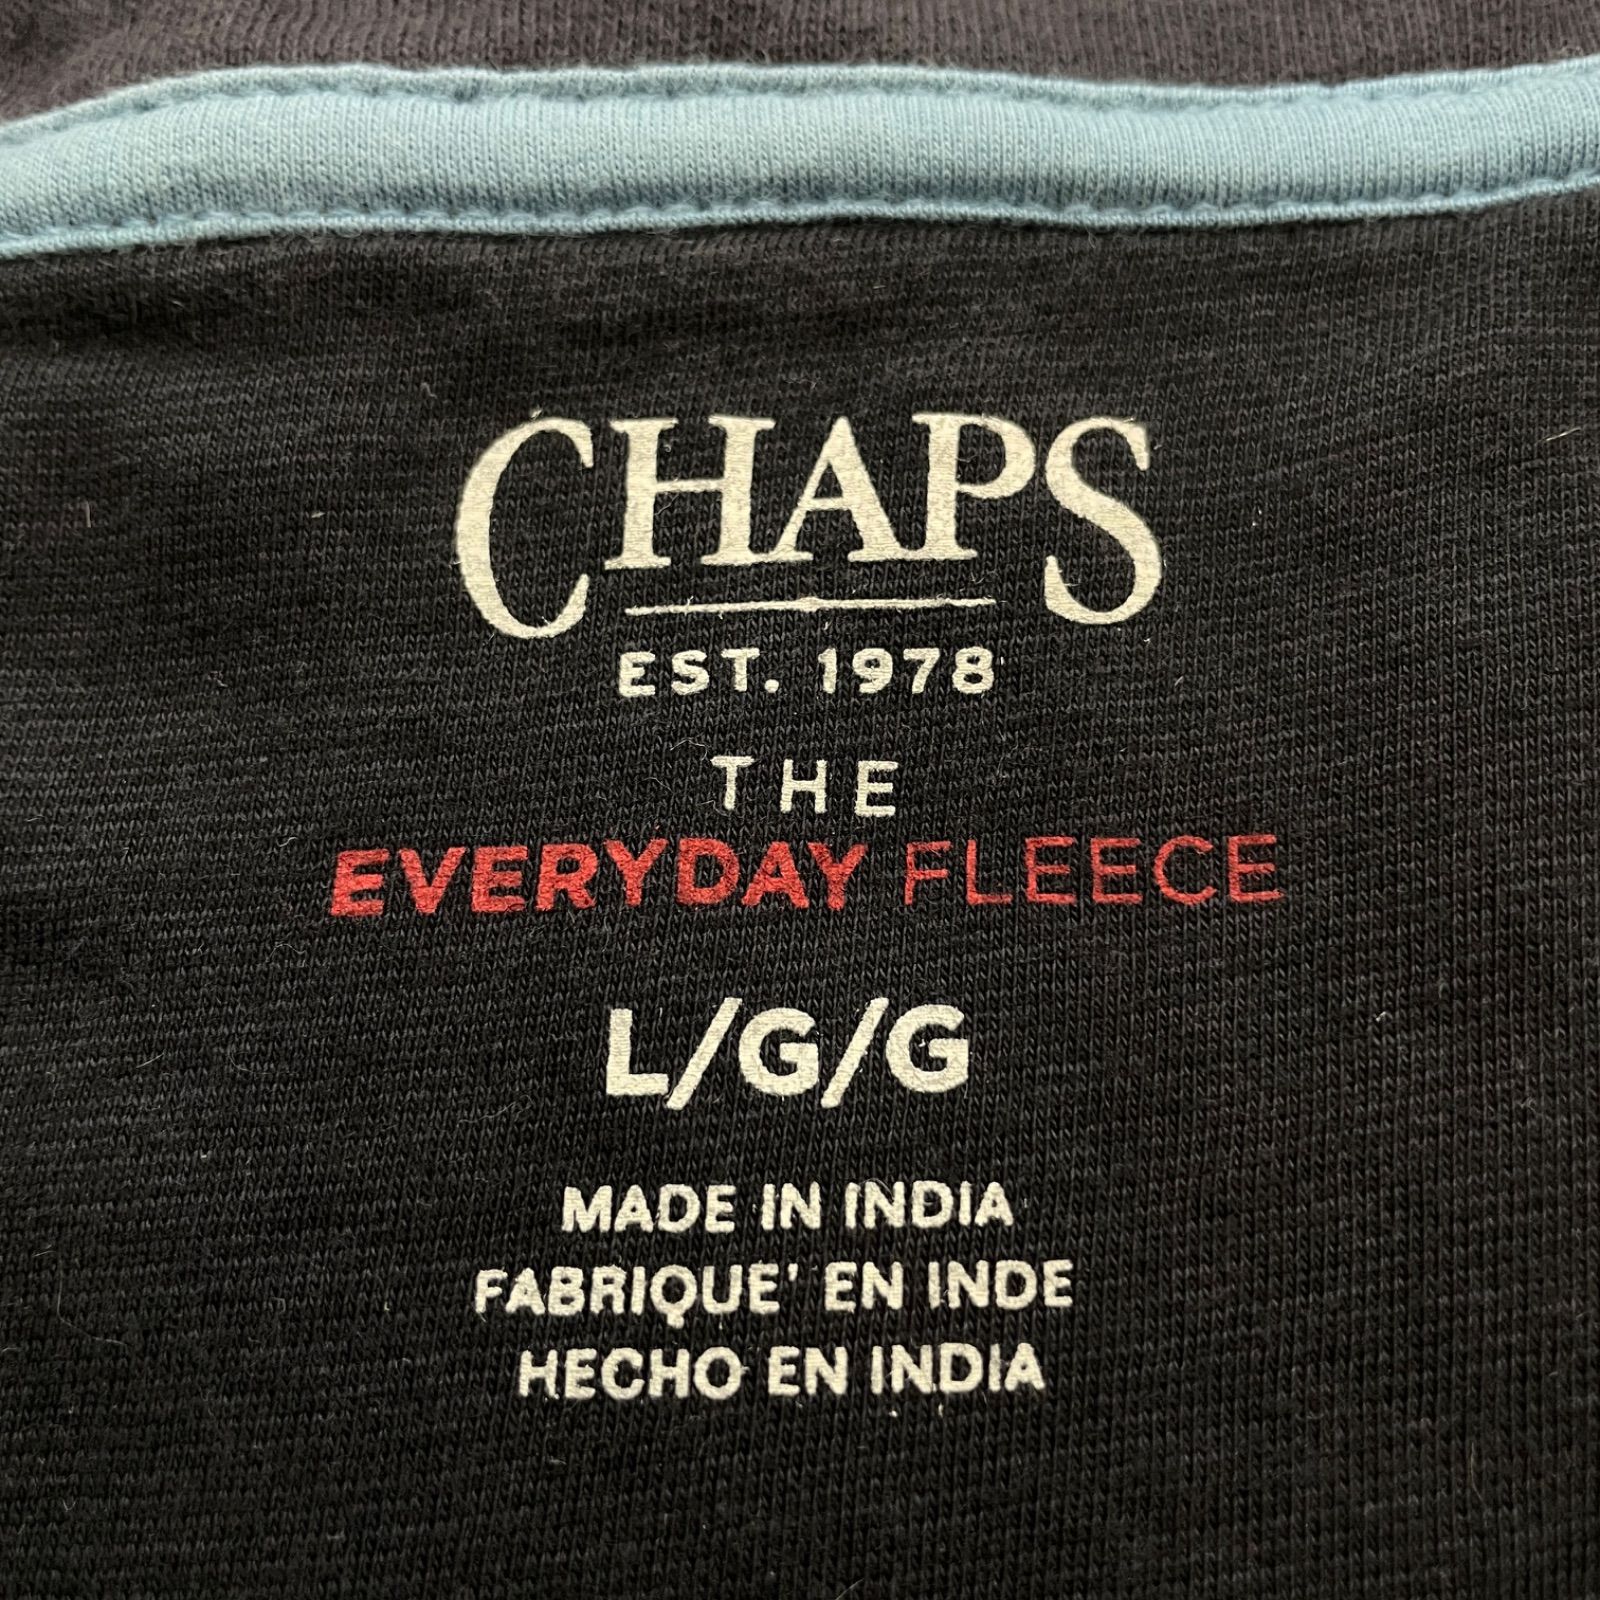 CHAPS
EST. 1978
THE
EVERYDAY FLEECE
L/G/G
MADE IN INDIA
FABRIQUE' EN INDE
HECHO EN INDIA